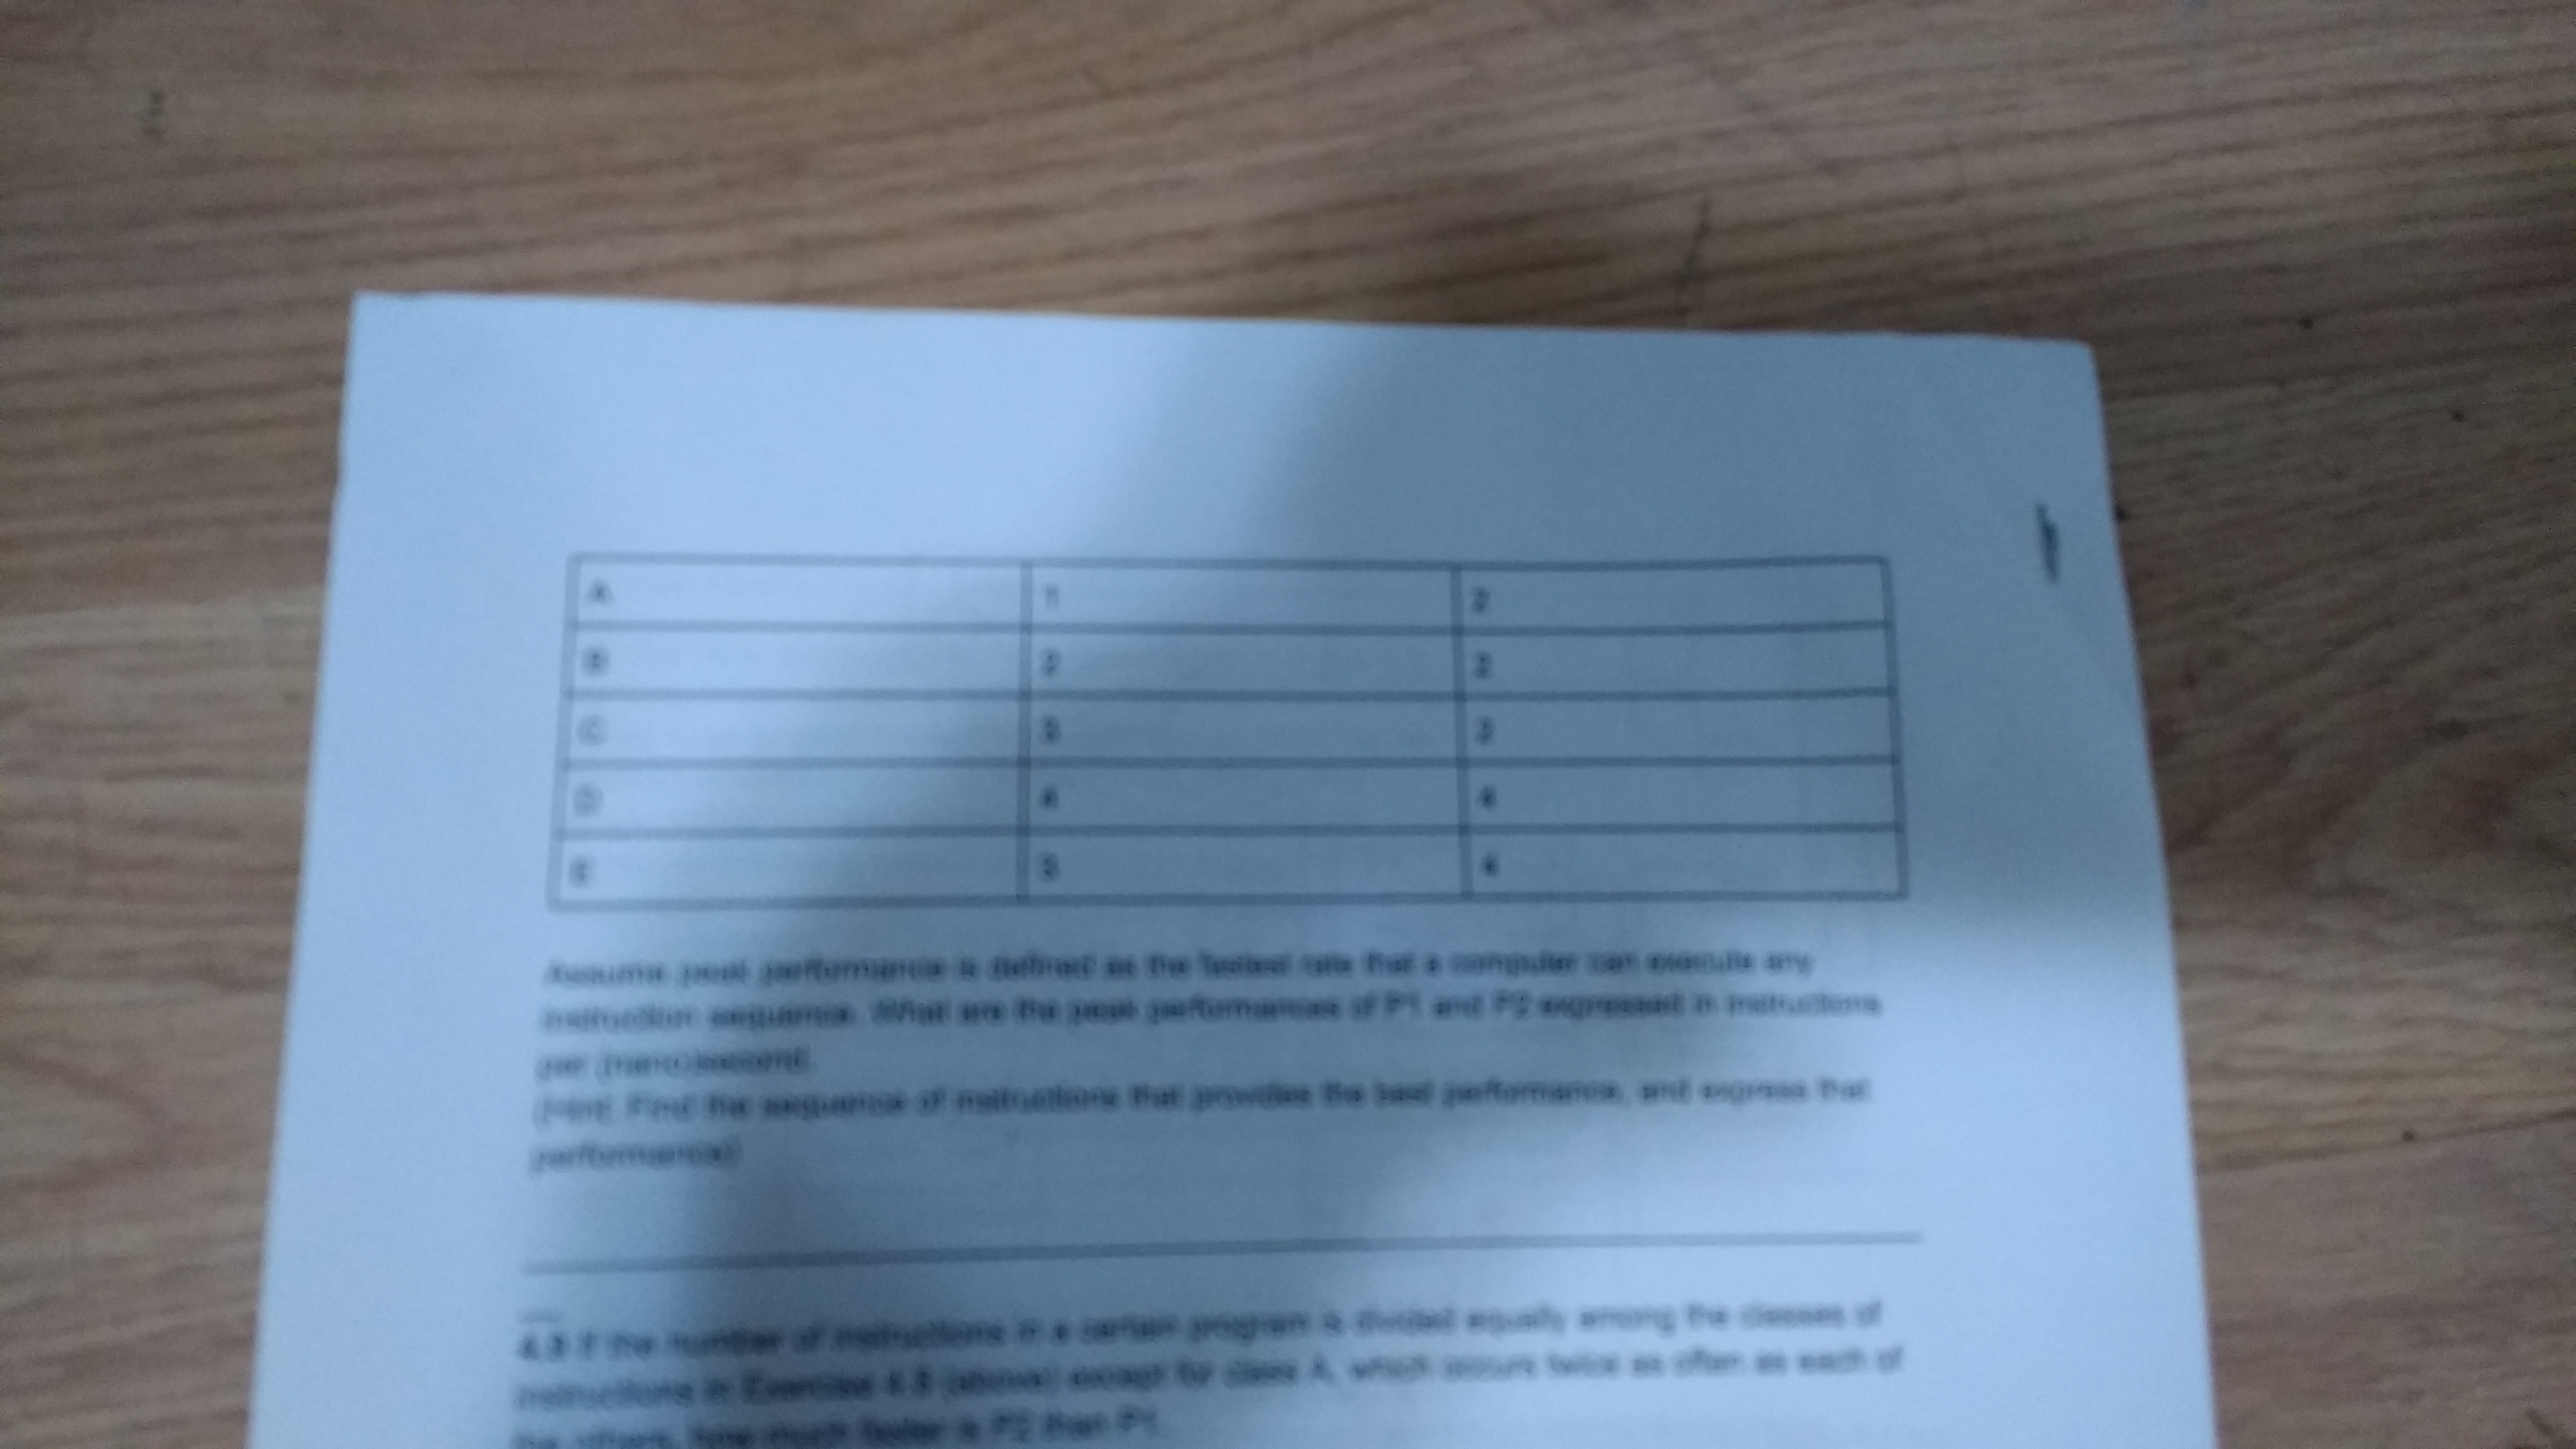 A 1 2
B 2 2
C 3 2
D 4 4
E 5 4
Assume peak performance is defined as the fastest rate that a computer can execute any
instruction sequence. What are the peak performances of P1 and P2 expressed in instructions
per (nano)second.
(Hint: Find the sequence of instructions that provides the best performance, and express that
performance)
4.9 If the number of instructions in a certain program is divided equally among the classes of
instructions in Exercise 4.8 (above) except for class A, which occurs twice as often as each of
the others, how much faster is P2 than P1.